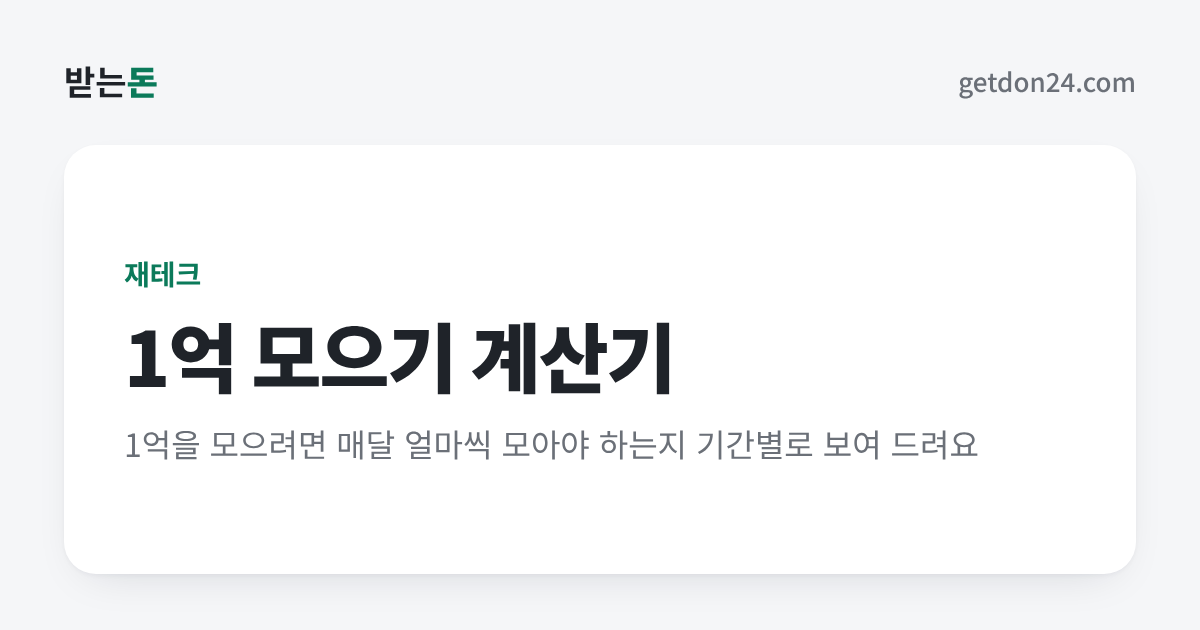 받는돈
getdon24.com
재테크
1억 모으기 계산기
1억을 모으려면 매달 얼마씩 모아야 하는지 기간별로 보여 드려요